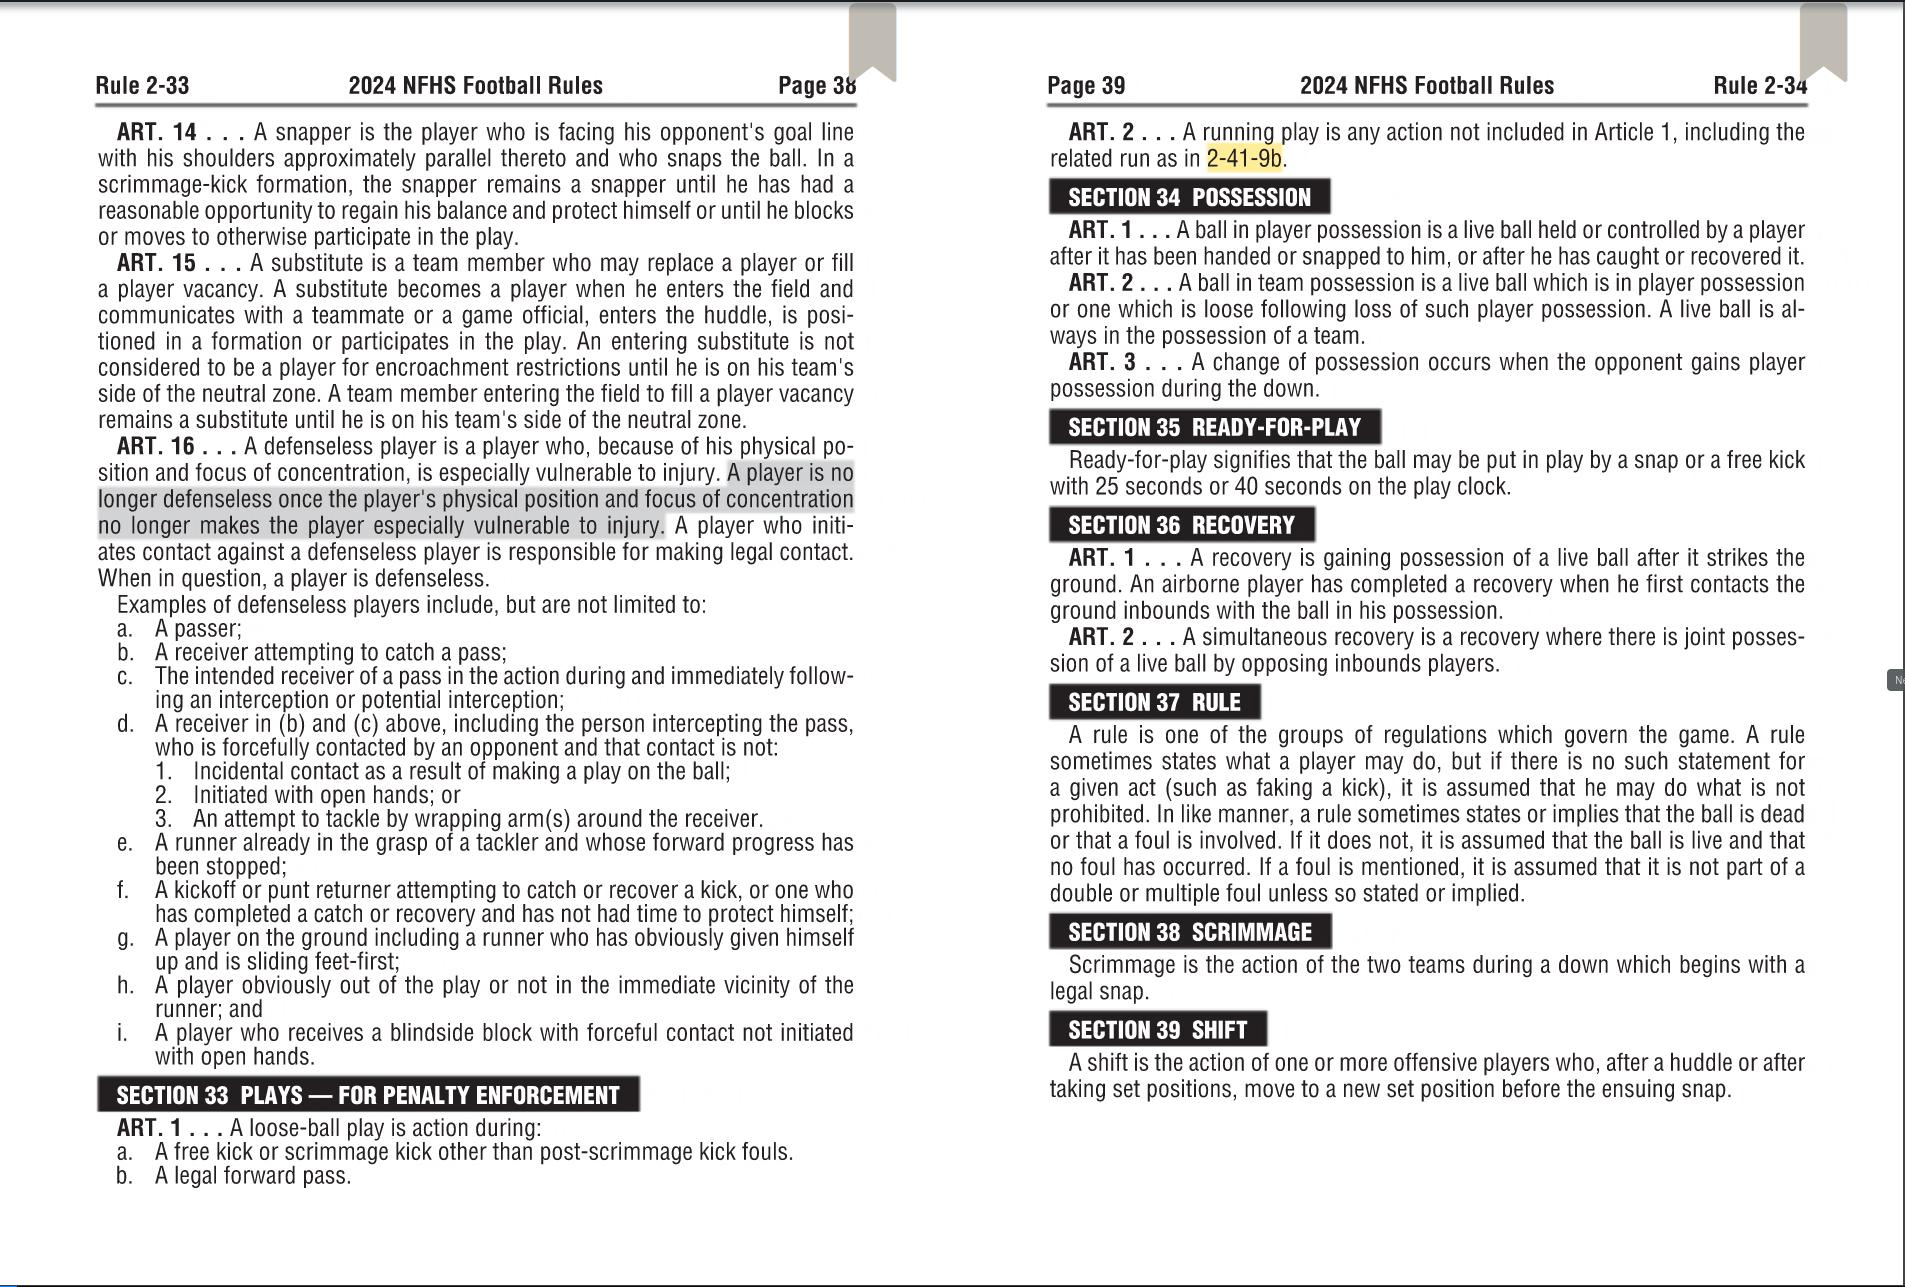 Rule 2-33 2024 NFHS Football Rules Page 38
ART. 14 . . . A snapper is the player who is facing his opponent's goal line
with his shoulders approximately parallel thereto and who snaps the ball. In a
scrimmage-kick formation, the snapper remains a snapper until he has had a
reasonable opportunity to regain his balance and protect himself or until he blocks
or moves to otherwise participate in the play.
ART. 15 . . . A substitute is a team member who may replace a player or fill
a player vacancy. A substitute becomes a player when he enters the field and
communicates with a teammate or a game official, enters the huddle, is posi-
tioned in a formation or participates in the play. An entering substitute is not
considered to be a player for encroachment restrictions until he is on his team's
side of the neutral zone. A team member entering the field to fill a player vacancy
remains a substitute until he is on his team's side of the neutral zone.
ART. 16 . . . A defenseless player is a player who, because of his physical po-
sition and focus of concentration, is especially vulnerable to injury. A player is no
longer defenseless once the player's physical position and focus of concentration
no longer makes the player especially vulnerable to injury. A player who initi-
ates contact against a defenseless player is responsible for making legal contact.
When in question, a player is defenseless.
Examples of defenseless players include, but are not limited to:
a. A passer;
b. A receiver attempting to catch a pass;
c. The intended receiver of a pass in the action during and immediately follow-
ing an interception or potential interception;
d. A receiver in (b) and (c) above, including the person intercepting the pass,
who is forcefully contacted by an opponent and that contact is not:
1. Incidental contact as a result of making a play on the ball;
2. Initiated with open hands; or
3. An attempt to tackle by wrapping arm(s) around the receiver.
e. A runner already in the grasp of a tackler and whose forward progress has
been stopped;
f. A kickoff or punt returner attempting to catch or recover a kick, or one who
has completed a catch or recovery and has not had time to protect himself;
g. A player on the ground including a runner who has obviously given himself
up and is sliding feet-first;
h. A player obviously out of the play or not in the immediate vicinity of the
runner; and
i. A player who receives a blindside block with forceful contact not initiated
with open hands.
SECTION 33 PLAYS — FOR PENALTY ENFORCEMENT
ART. 1 . . . A loose-ball play is action during:
a. A free kick or scrimmage kick other than post-scrimmage kick fouls.
b. A legal forward pass.
Page 39 2024 NFHS Football Rules Rule 2-34
ART. 2 . . . A running play is any action not included in Article 1, including the
related run as in 2-41-9b.
SECTION 34 POSSESSION
ART. 1 . . . A ball in player possession is a live ball held or controlled by a player
after it has been handed or snapped to him, or after he has caught or recovered it.
ART. 2 . . . A ball in team possession is a live ball which is in player possession
or one which is loose following loss of such player possession. A live ball is al-
ways in the possession of a team.
ART. 3 . . . A change of possession occurs when the opponent gains player
possession during the down.
SECTION 35 READY-FOR-PLAY
Ready-for-play signifies that the ball may be put in play by a snap or a free kick
with 25 seconds or 40 seconds on the play clock.
SECTION 36 RECOVERY
ART. 1 . . . A recovery is gaining possession of a live ball after it strikes the
ground. An airborne player has completed a recovery when he first contacts the
ground inbounds with the ball in his possession.
ART. 2 . . . A simultaneous recovery is a recovery where there is joint posses-
sion of a live ball by opposing inbounds players.
SECTION 37 RULE
A rule is one of the groups of regulations which govern the game. A rule
sometimes states what a player may do, but if there is no such statement for
a given act (such as faking a kick), it is assumed that he may do what is not
prohibited. In like manner, a rule sometimes states or implies that the ball is dead
or that a foul is involved. If it does not, it is assumed that the ball is live and that
no foul has occurred. If a foul is mentioned, it is assumed that it is not part of a
double or multiple foul unless so stated or implied.
SECTION 38 SCRIMMAGE
Scrimmage is the action of the two teams during a down which begins with a
legal snap.
SECTION 39 SHIFT
A shift is the action of one or more offensive players who, after a huddle or after
taking set positions, move to a new set position before the ensuing snap.